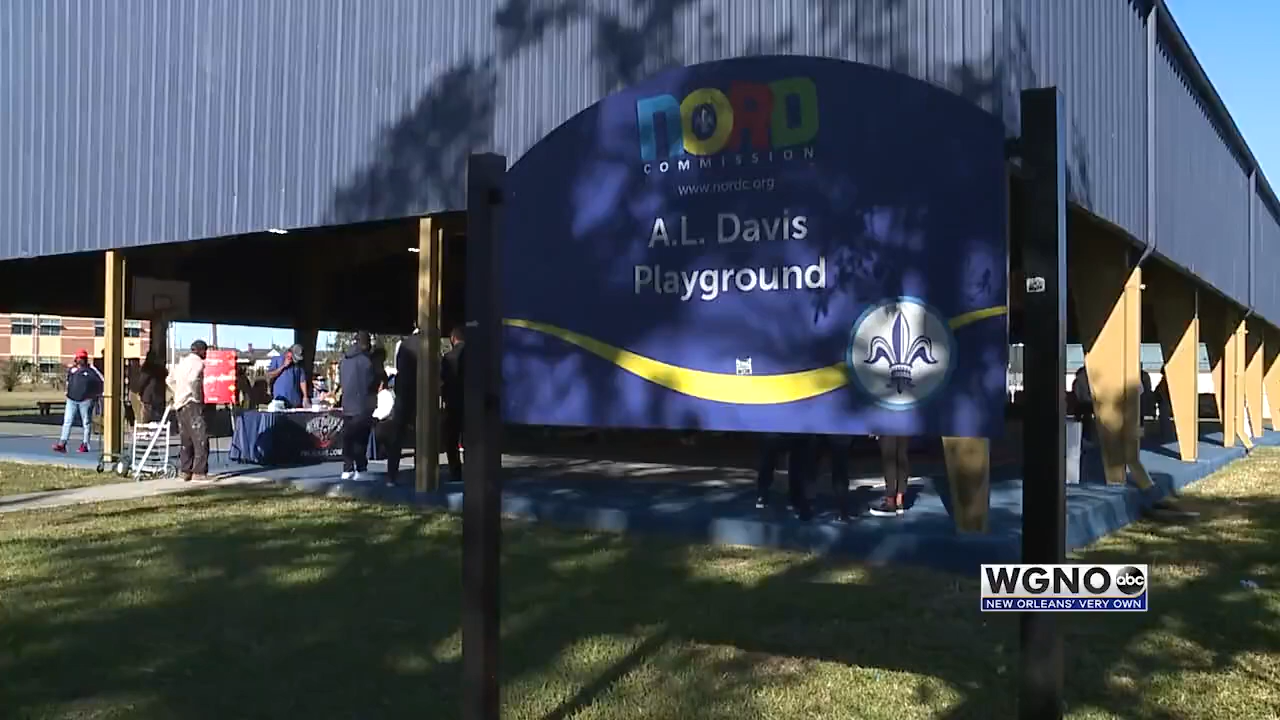 NORD
COMMISSION
www.nordc.org
A.L. Davis
Playground
WGNO abc
NEW ORLEANS' VERY OWN